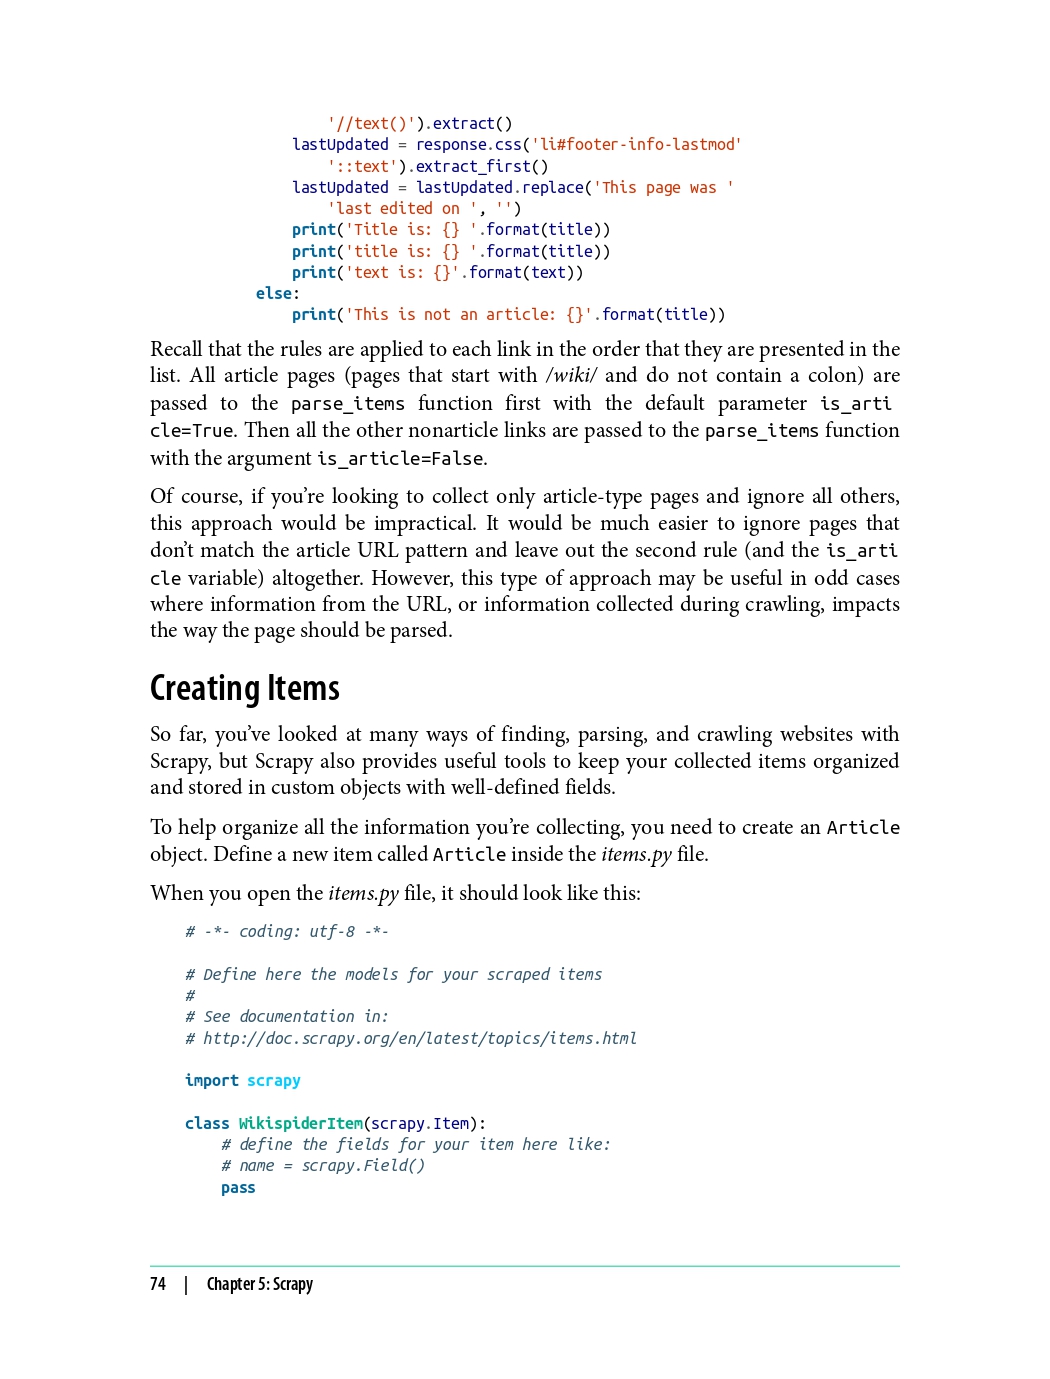 '//text()').extract()
            lastUpdated = response.css('li#footer-info-lastmod'
                '::text').extract_first()
            lastUpdated = lastUpdated.replace('This page was '
                'last edited on ', '')
            print('Title is: {} '.format(title))
            print('title is: {} '.format(title))
            print('text is: {}'.format(text))
        else:
            print('This is not an article: {}'.format(title))
Recall that the rules are applied to each link in the order that they are presented in the
list. All article pages (pages that start with /wiki/ and do not contain a colon) are
passed to the parse_items function first with the default parameter is_arti
cle=True. Then all the other nonarticle links are passed to the parse_items function
with the argument is_article=False.
Of course, if you’re looking to collect only article-type pages and ignore all others,
this approach would be impractical. It would be much easier to ignore pages that
don’t match the article URL pattern and leave out the second rule (and the is_arti
cle variable) altogether. However, this type of approach may be useful in odd cases
where information from the URL, or information collected during crawling, impacts
the way the page should be parsed.
Creating Items
So far, you’ve looked at many ways of finding, parsing, and crawling websites with
Scrapy, but Scrapy also provides useful tools to keep your collected items organized
and stored in custom objects with well-defined fields.
To help organize all the information you’re collecting, you need to create an Article
object. Define a new item called Article inside the items.py file.
When you open the items.py file, it should look like this:
# -*- coding: utf-8 -*-
# Define here the models for your scraped items
#
# See documentation in:
# http://doc.scrapy.org/en/latest/topics/items.html
import scrapy
class WikispiderItem(scrapy.Item):
    # define the fields for your item here like:
    # name = scrapy.Field()
    pass
74 | Chapter 5: Scrapy